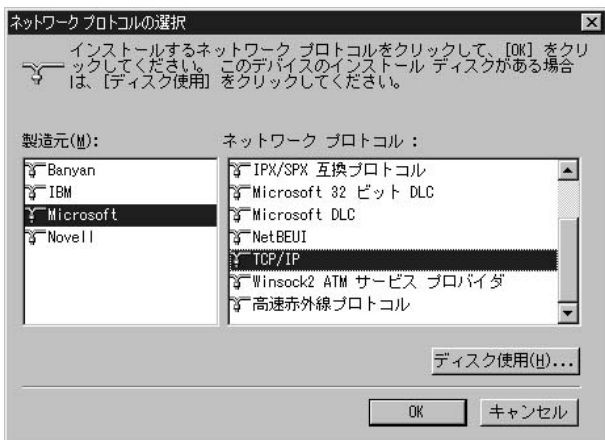 ネットワーク プロトコルの選択
インストールするネットワーク プロトコルをクリックして、[OK] をクリ
ックしてください。 このデバイスのインストール ディスクがある場合
は、[ディスク使用] をクリックしてください。
製造元(M):
Banyan
IBM
Microsoft
Novell
ネットワーク プロトコル :
IPX/SPX 互換プロトコル
Microsoft 32 ビット DLC
Microsoft DLC
NetBEUI
TCP/IP
Winsock2 ATM サービス プロバイダ
高速赤外線プロトコル
ディスク使用(H)...
OK
キャンセル